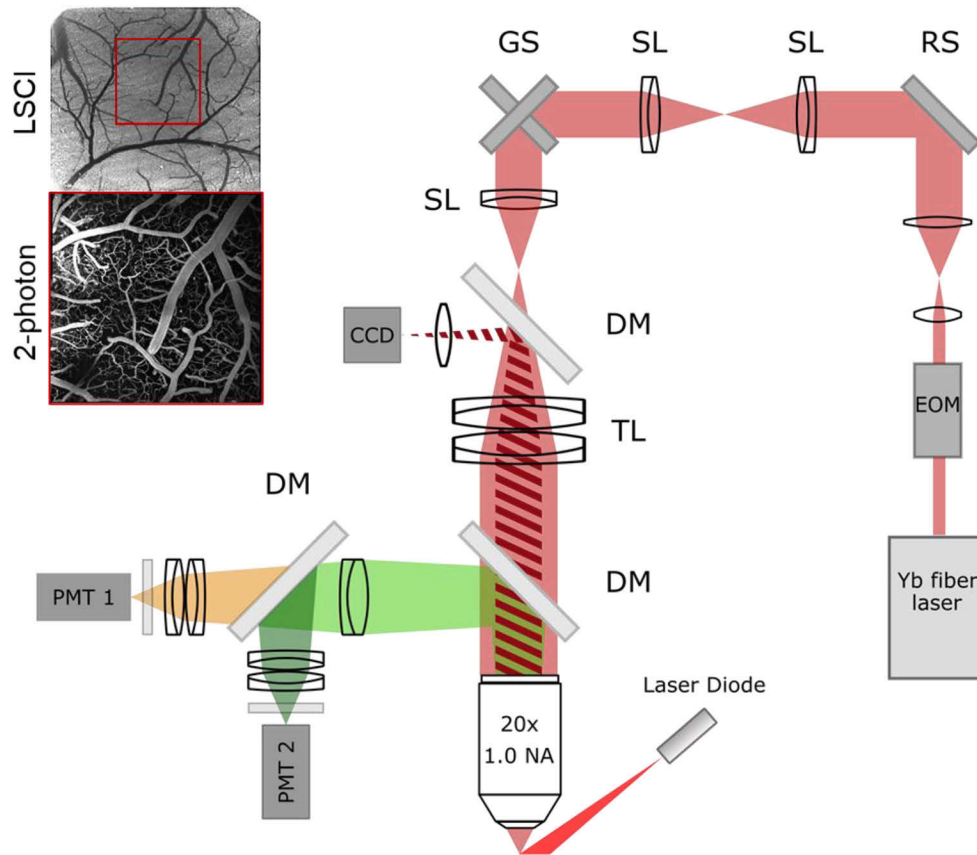 LSCI
2-photon
GS
SL
SL
RS
SL
CCD
DM
EOM
TL
DM
PMT 1
DM
Yb fiber
laser
PMT 2
20x
1.0 NA
Laser Diode